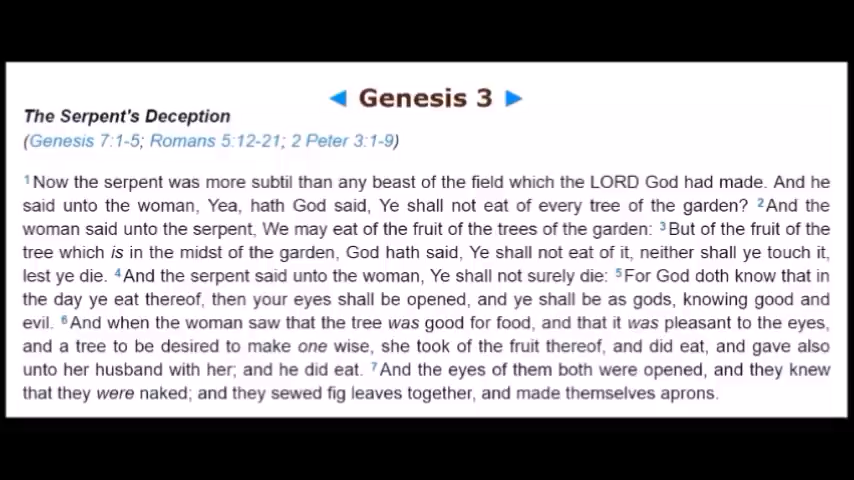 ◄ Genesis 3 ►
The Serpent's Deception
(Genesis 7:1-5; Romans 5:12-21; 2 Peter 3:1-9)
1Now the serpent was more subtil than any beast of the field which the LORD God had made. And he
said unto the woman, Yea, hath God said, Ye shall not eat of every tree of the garden? 2And the
woman said unto the serpent, We may eat of the fruit of the trees of the garden: 3But of the fruit of the
tree which is in the midst of the garden, God hath said, Ye shall not eat of it, neither shall ye touch it,
lest ye die. 4And the serpent said unto the woman, Ye shall not surely die: 5For God doth know that in
the day ye eat thereof, then your eyes shall be opened, and ye shall be as gods, knowing good and
evil. 6And when the woman saw that the tree was good for food, and that it was pleasant to the eyes,
and a tree to be desired to make one wise, she took of the fruit thereof, and did eat, and gave also
unto her husband with her; and he did eat. 7And the eyes of them both were opened, and they knew
that they were naked; and they sewed fig leaves together, and made themselves aprons.